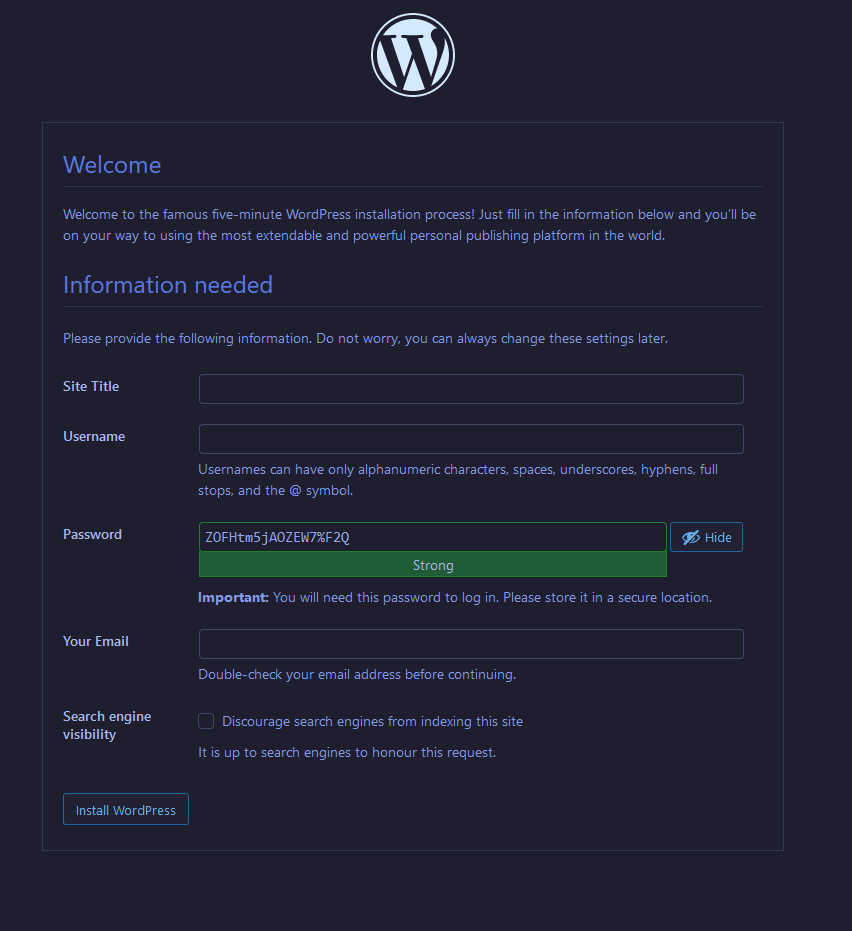 Welcome
Welcome to the famous five-minute WordPress installation process! Just fill in the information below and you’ll be
on your way to using the most extendable and powerful personal publishing platform in the world.
Information needed
Please provide the following information. Do not worry, you can always change these settings later.
Site Title
Username
Usernames can have only alphanumeric characters, spaces, underscores, hyphens, full
stops, and the @ symbol.
Password
ZOFHtm5jAOZEW7%F2Q
Hide
Strong
Important: You will need this password to log in. Please store it in a secure location.
Your Email
Double-check your email address before continuing.
Search engine
visibility
Discourage search engines from indexing this site
It is up to search engines to honour this request.
Install WordPress